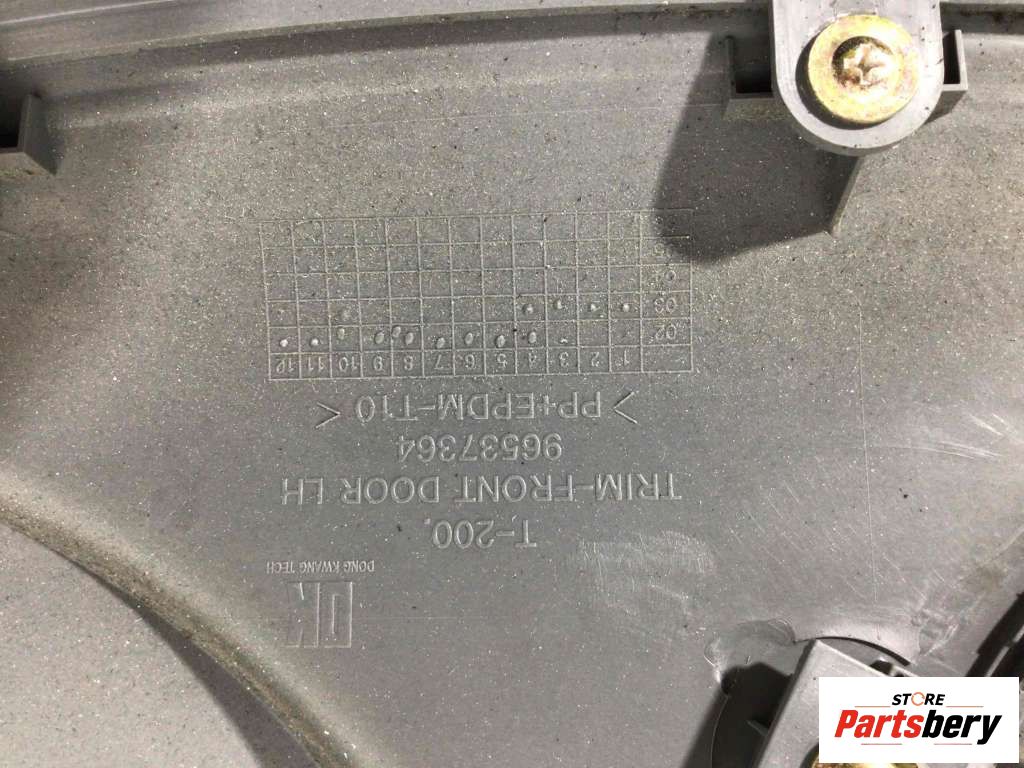 DK
DONG KWANG TECH
T-200.
TRIM-FRONT DOOR LH
96537364
> PP+EPDM-T10 <
1 2 3 4 5 6 7 8 9 10 11 12
02
03
STORE
Partsbery